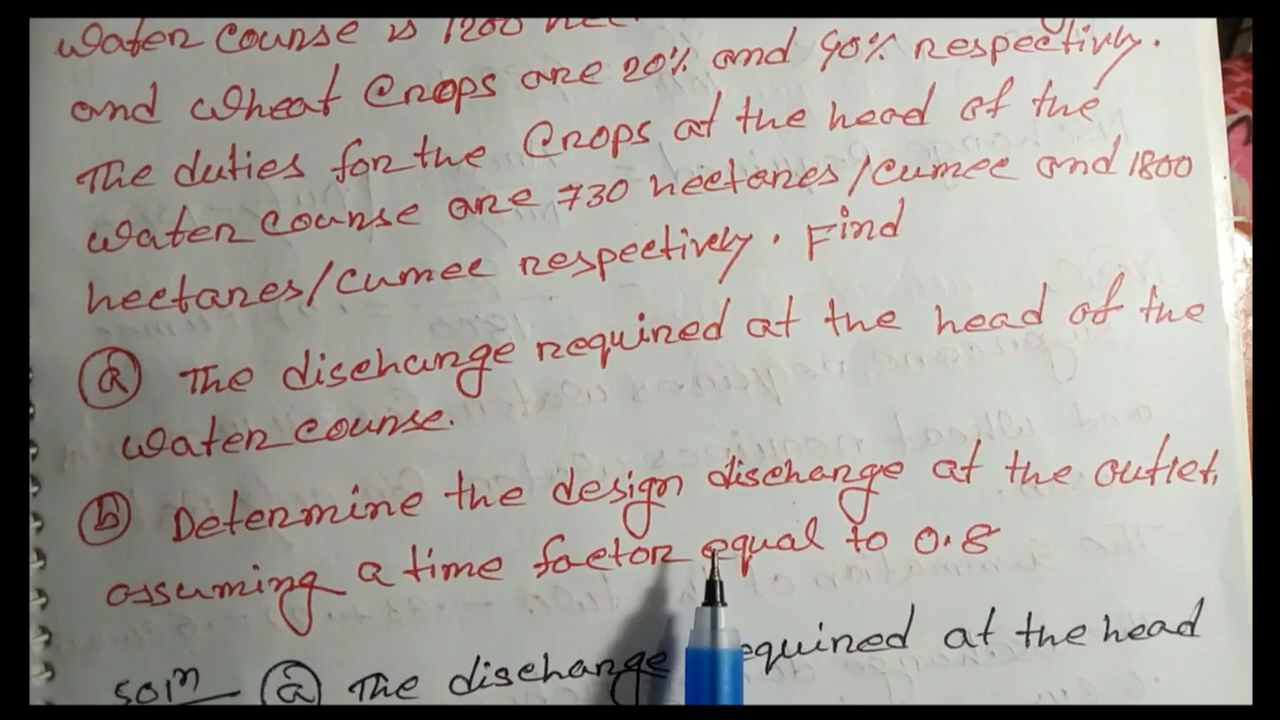 water course is 1200
and wheat crops are 20% and 40% respectively.
The duties for the crops at the head of the
water course are 730 hectares/cumec and 1800
hectares/cumec respectively. Find
(a) The discharge required at the head of the
water course.
(b) Determine the design discharge at the outlet,
assuming a time factor equal to 0.8
Soln (a) The discharge required at the head